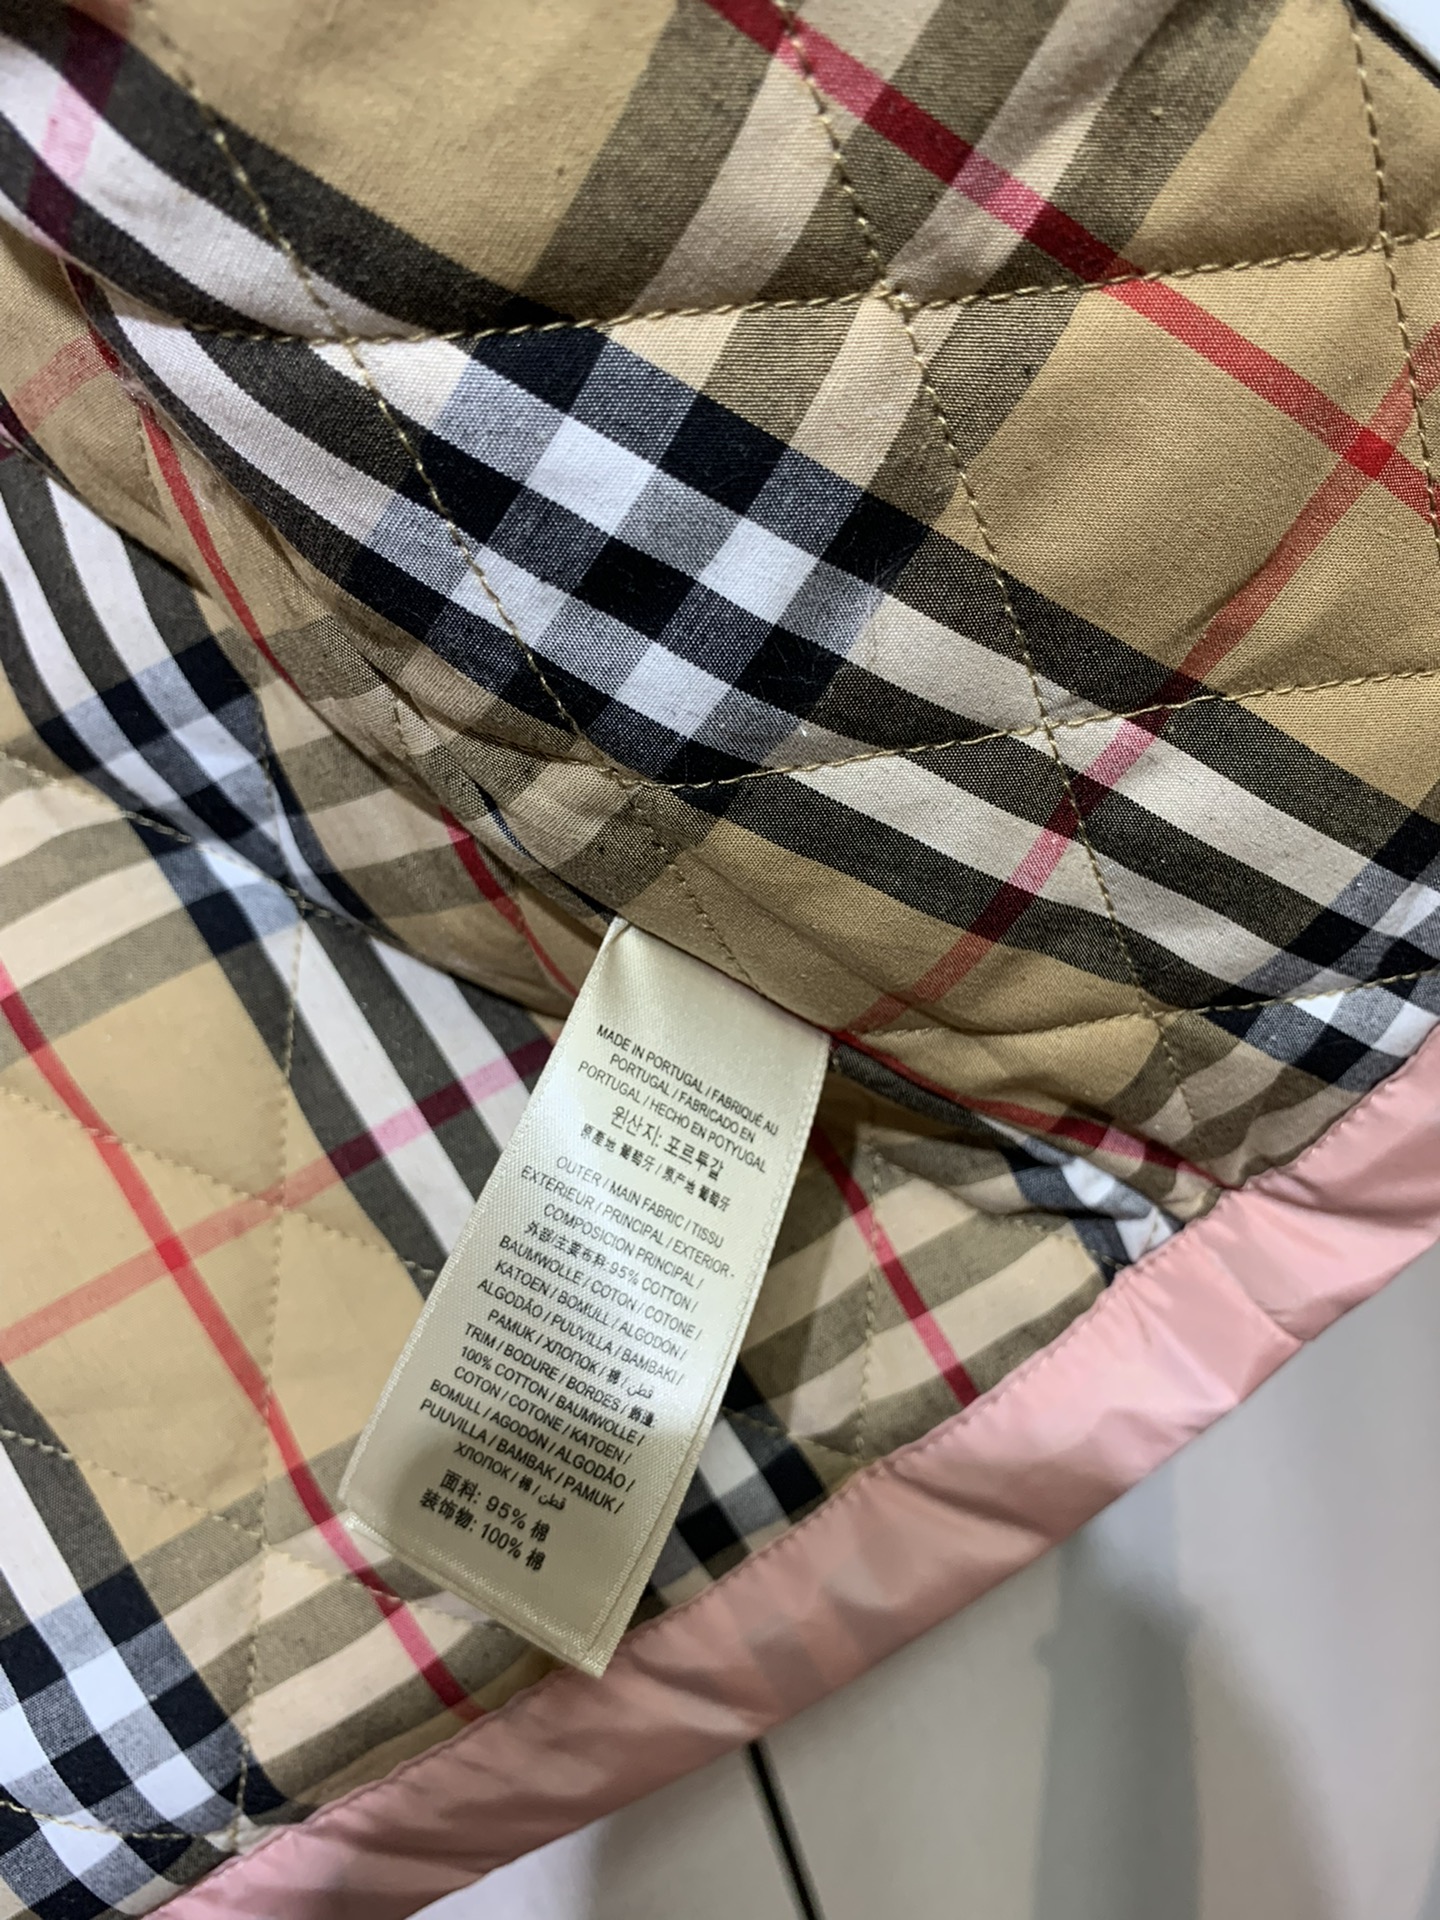 MADE IN PORTUGAL / FABRIQUÉ AU
PORTUGAL / FABRICADO EN
PORTUGAL / HECHO EN POTYUGAL
원산지: 포르투갈
原產地 葡萄牙 / 原产地 葡萄牙
OUTER / MAIN FABRIC / TISSU
EXTERIEUR / PRINCIPAL / EXTERIOR-
COMPOSICION PRINCIPAL /
外部/主要布料:95% COTTON /
BAUMWOLLE / COTON / COTONE /
KATOEN / BOMULL / ALGODÓN /
ALGODÃO / PUUVILLA / BAMBAKI /
PAMUK / ХЛОПОК / 棉 / قطن
TRIM / BODURE / BORDES / 飾邊
100% COTTON / BAUMWOLLE /
COTON / COTONE / KATOEN /
BOMULL / AGODÓN / ALGODÃO /
PUUVILLA / BAMBAK / PAMUK /
ХЛОПОК / 棉 / قطن
面料: 95% 棉
装饰物: 100% 棉